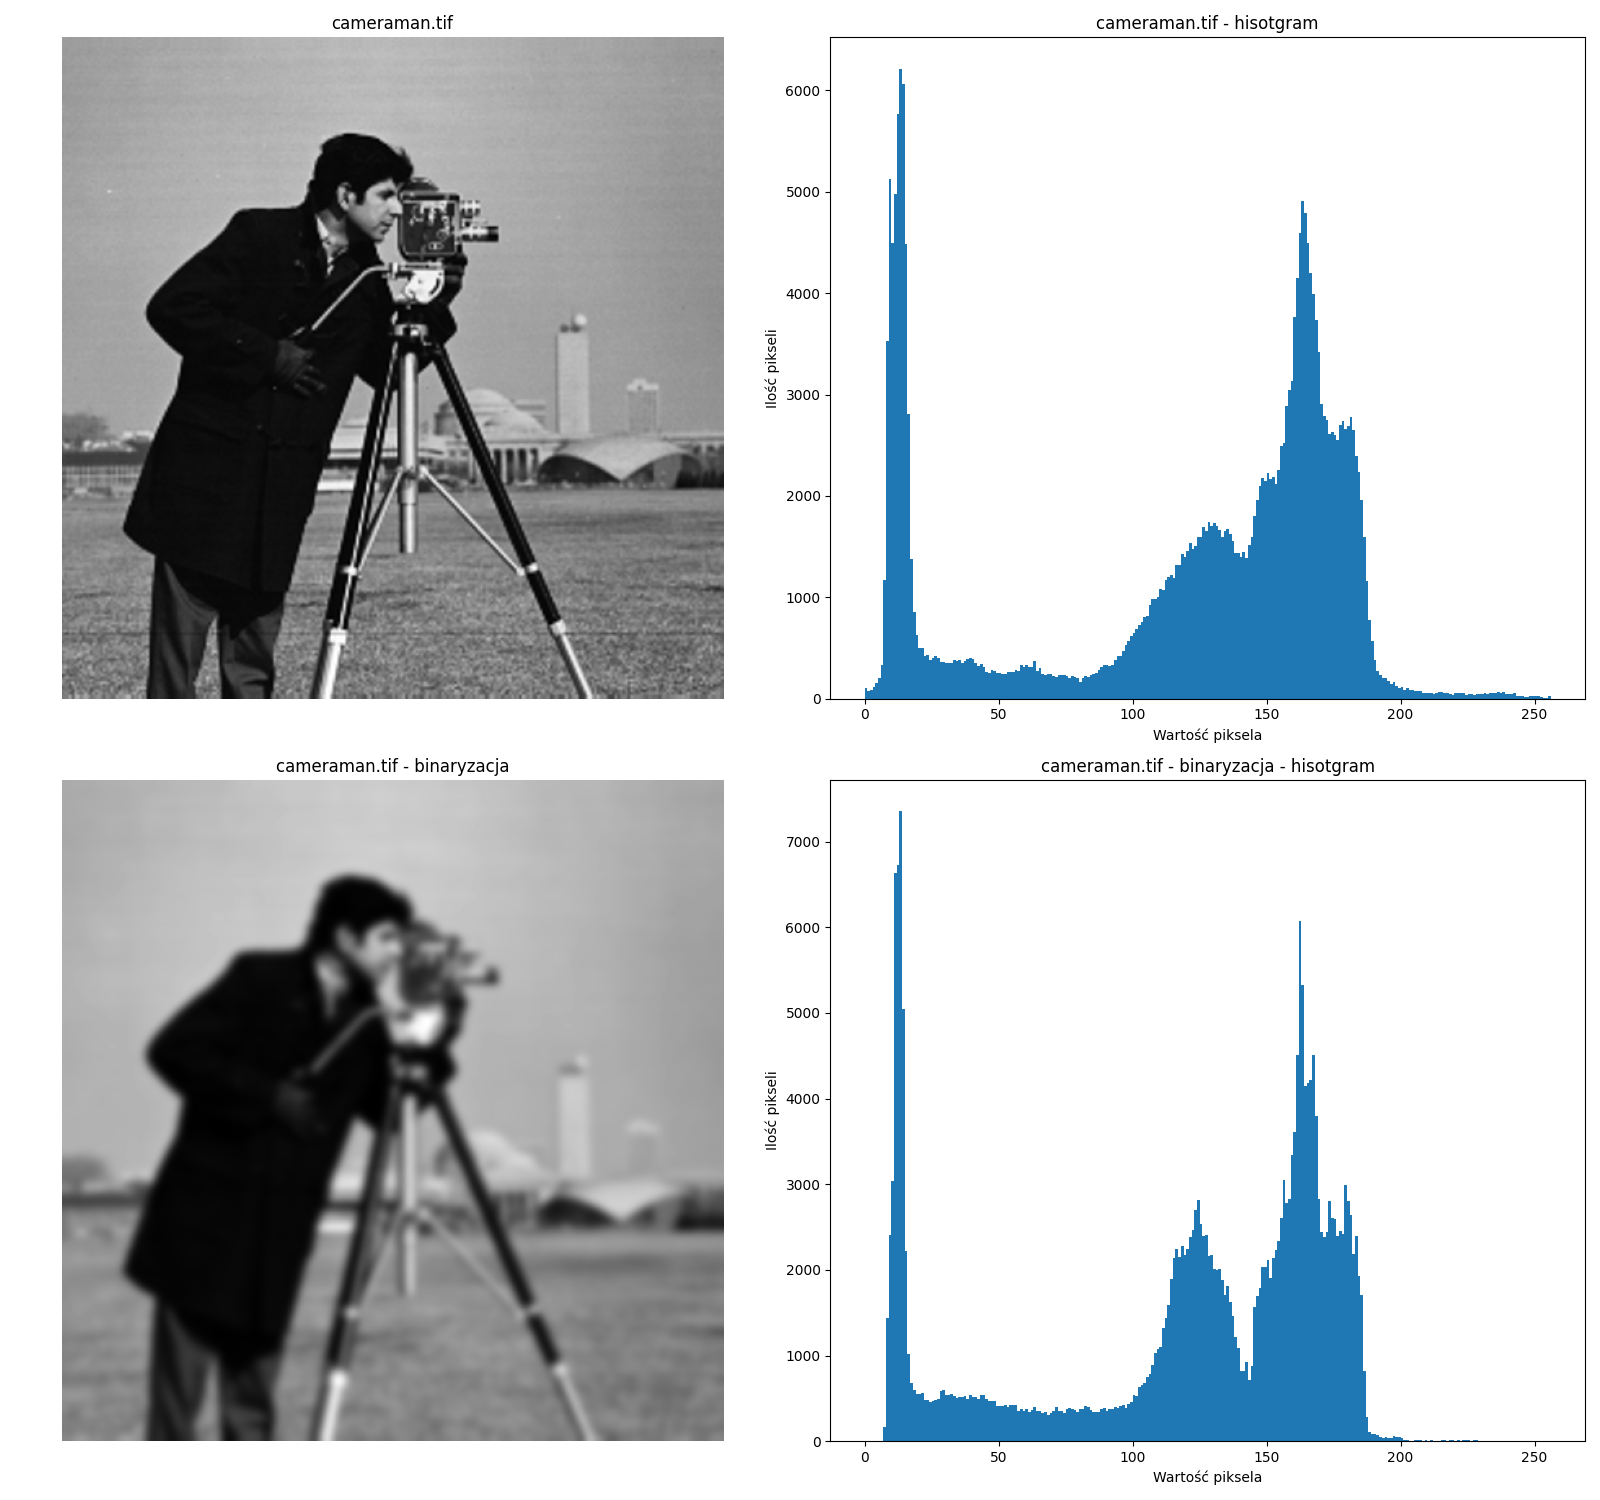 cameraman.tif
cameraman.tif - hisotgram
6000
5000
4000
3000
2000
1000
0
Ilość pikseli
0 50 100 150 200 250
Wartość piksela
cameraman.tif - binaryzacja
cameraman.tif - binaryzacja - hisotgram
7000
6000
5000
4000
3000
2000
1000
0
Ilość pikseli
0 50 100 150 200 250
Wartość piksela